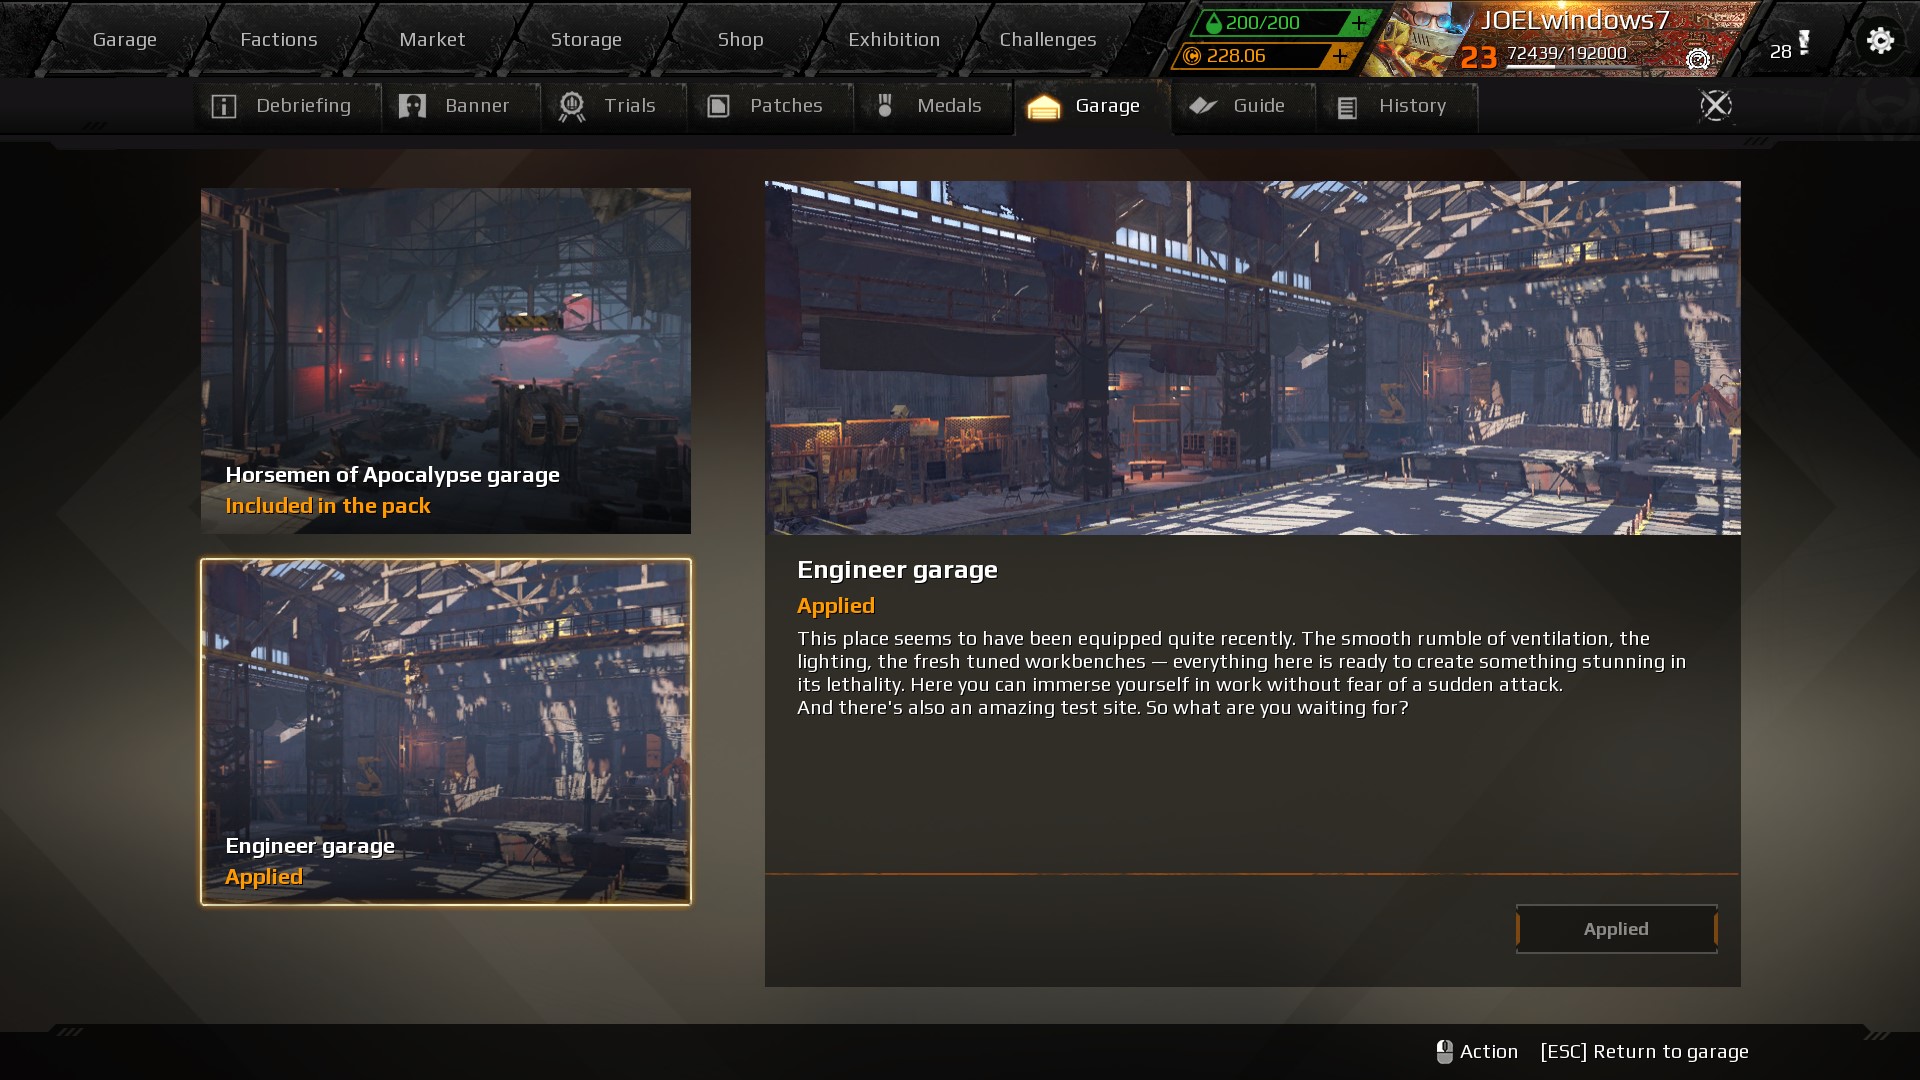 Garage
Factions
Market
Storage
Shop
Exhibition
Challenges
200/200
228.06
JOELwindows7
23
72439/192000
28
Debriefing
Banner
Trials
Patches
Medals
Garage
Guide
History
Horsemen of Apocalypse garage
Included in the pack
Engineer garage
Applied
Engineer garage
Applied
This place seems to have been equipped quite recently. The smooth rumble of ventilation, the
lighting, the fresh tuned workbenches — everything here is ready to create something stunning in
its lethality. Here you can immerse yourself in work without fear of a sudden attack.
And there's also an amazing test site. So what are you waiting for?
Applied
Action
[ESC] Return to garage